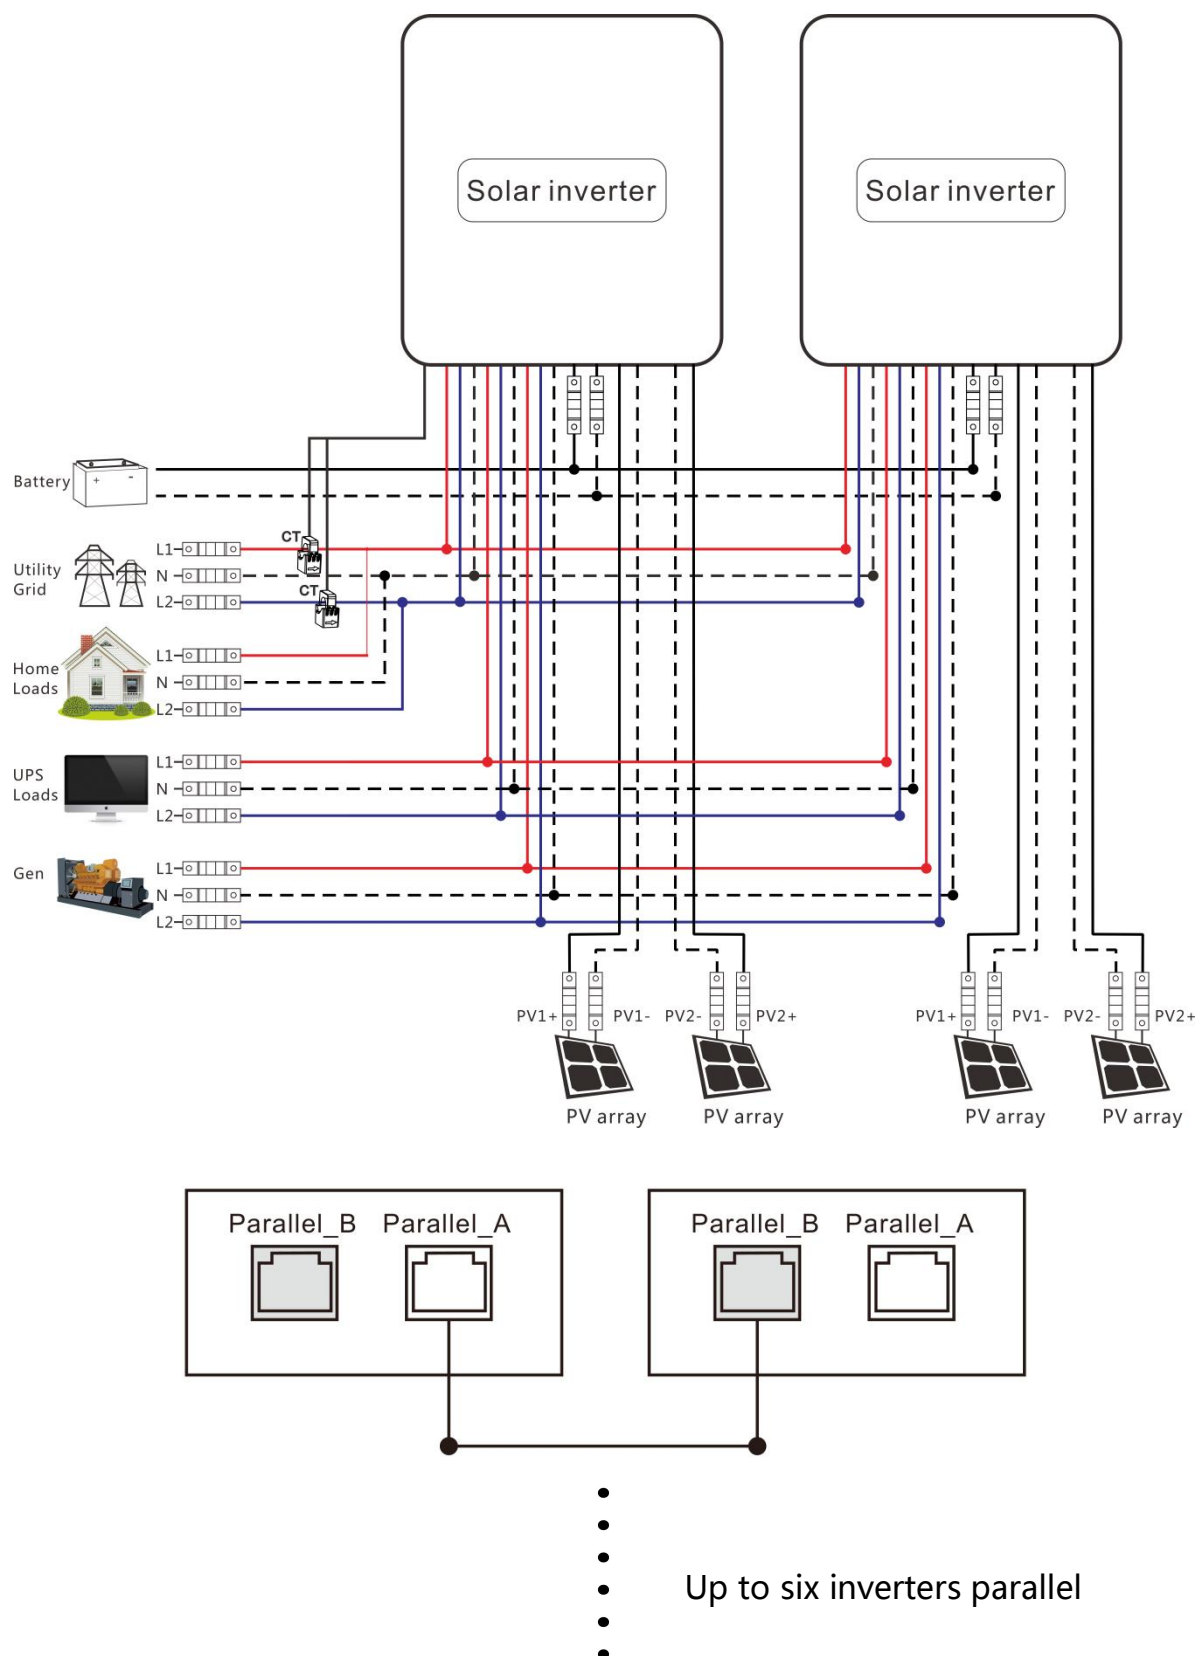 Solar inverter
Solar inverter
Battery
+ -
CT
L1
Utility
Grid
N
CT
L2
L1
Home
Loads
N
L2
L1
UPS
Loads
N
L2
Gen
L1
N
L2
PV1+ PV1- PV2- PV2+
PV1+ PV1- PV2- PV2+
PV array PV array
PV array PV array
Parallel_B Parallel_A
Parallel_B Parallel_A
Up to six inverters parallel